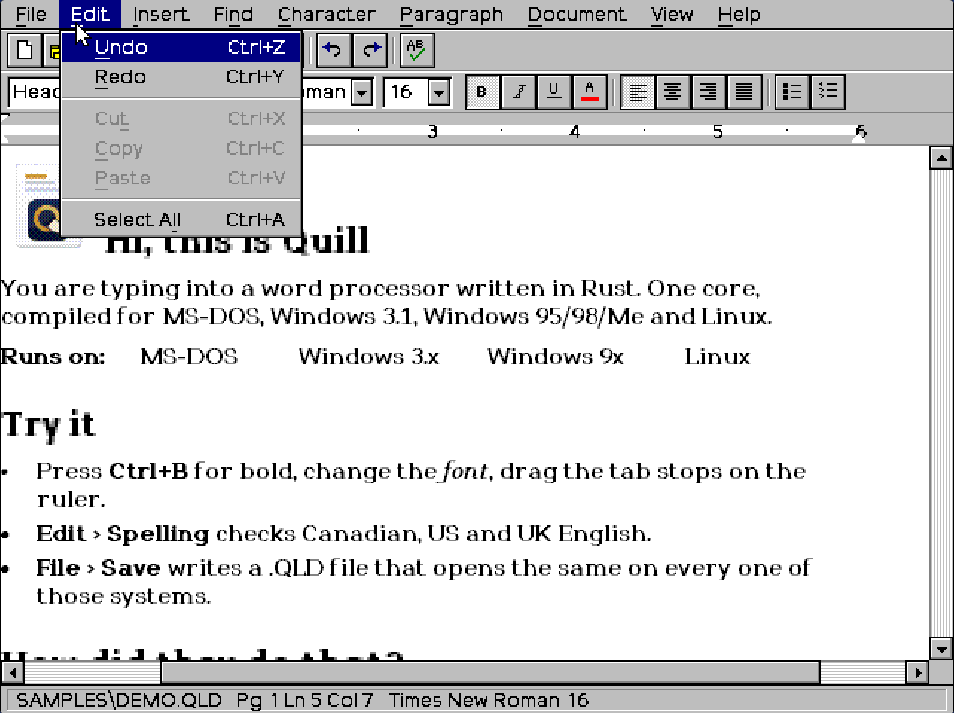 File Edit Insert Find Character Paragraph Document View Help
Undo Ctrl+Z
Redo Ctrl+Y
Cut Ctrl+X
Copy Ctrl+C
Paste Ctrl+V
Select All Ctrl+A
16 B I U A
3 4 5 6
Hi, this is Quill
You are typing into a word processor written in Rust. One core,
compiled for MS-DOS, Windows 3.1, Windows 95/98/Me and Linux.
Runs on: MS-DOS Windows 3.x Windows 9x Linux
Try it
• Press Ctrl+B for bold, change the font, drag the tab stops on the
ruler.
• Edit › Spelling checks Canadian, US and UK English.
• File › Save writes a .QLD file that opens the same on every one of
those systems.
How did they do that?
SAMPLES\DEMO.QLD Pg 1 Ln 5 Col 7 Times New Roman 16